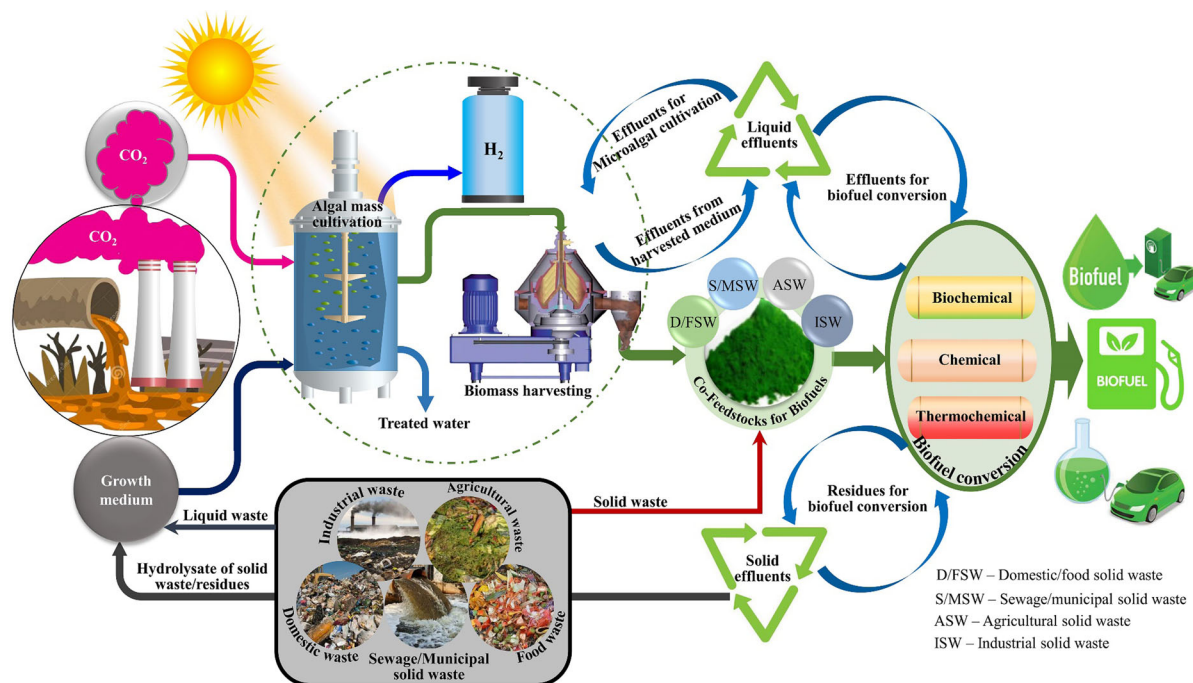 CO2
CO2
H2
Algal mass
cultivation
Effluents for
Microalgal cultivation
Liquid
effluents
Effluents for
biofuel conversion
Effluents from
harvested medium
Biofuel
S/MSW
ASW
D/FSW
ISW
Co-Feedstocks for Biofuels
Biochemical
Chemical
Thermochemical
Biofuel conversion
BIOFUEL
Biomass harvesting
Treated water
Growth
medium
Liquid waste
Hydrolysate of solid
waste/residues
Industrial waste
Agricultural waste
Domestic waste
Sewage/Municipal
solid waste
Food waste
Solid waste
Residues for
biofuel conversion
Solid
effluents
D/FSW – Domestic/food solid waste
S/MSW – Sewage/municipal solid waste
ASW – Agricultural solid waste
ISW – Industrial solid waste